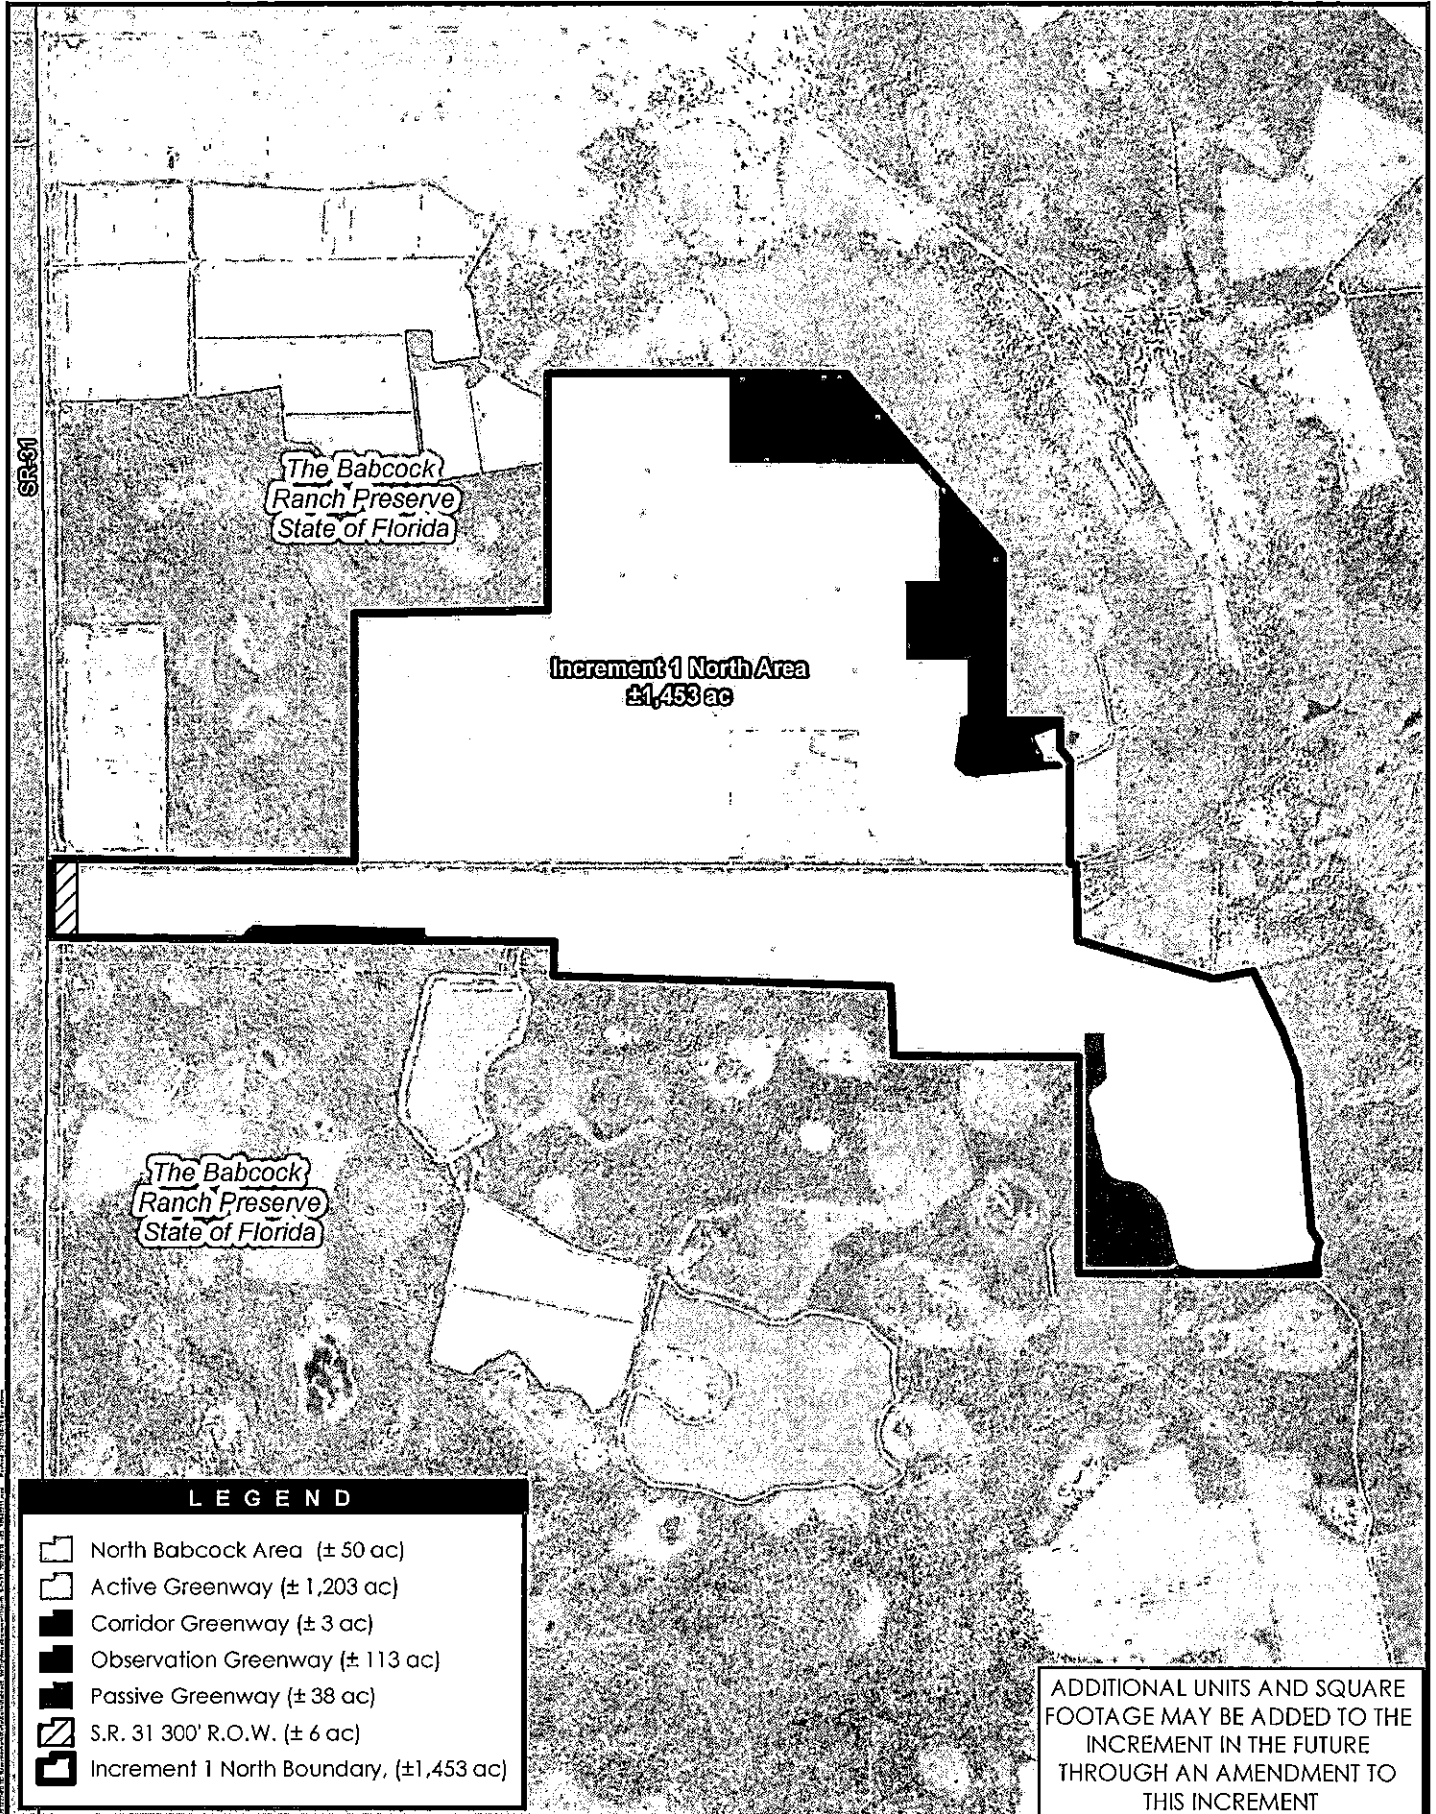 SR-31
The Babcock
Ranch Preserve
State of Florida
Increment 1 North Area
±1,453 ac
The Babcock
Ranch Preserve
State of Florida
LEGEND
North Babcock Area (± 50 ac)
Active Greenway (± 1,203 ac)
Corridor Greenway (± 3 ac)
Observation Greenway (± 113 ac)
Passive Greenway (± 38 ac)
S.R. 31 300' R.O.W. (± 6 ac)
Increment 1 North Boundary, (±1,453 ac)
ADDITIONAL UNITS AND SQUARE
FOOTAGE MAY BE ADDED TO THE
INCREMENT IN THE FUTURE
THROUGH AN AMENDMENT TO
THIS INCREMENT